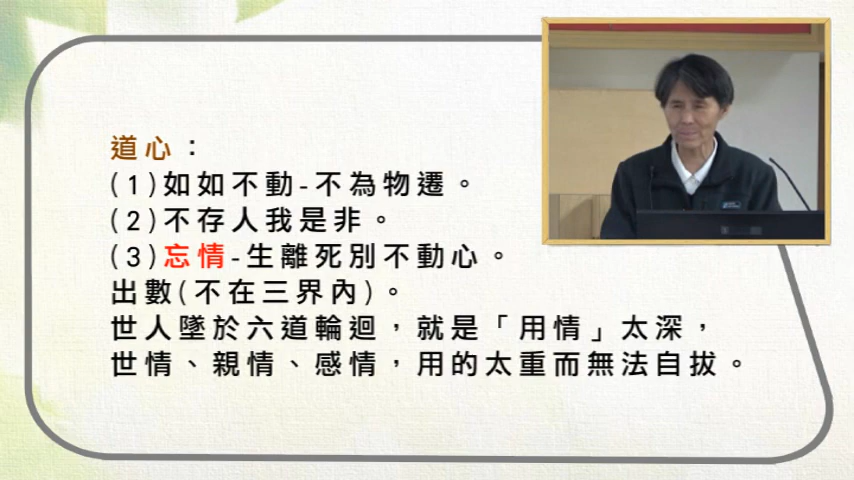 道心：
(1)如如不動-不為物遷。
(2)不存人我是非。
(3)忘情-生離死別不動心。
出數(不在三界內)。
世人墜於六道輪迴，就是「用情」太深，
世情、親情、感情，用的太重而無法自拔。